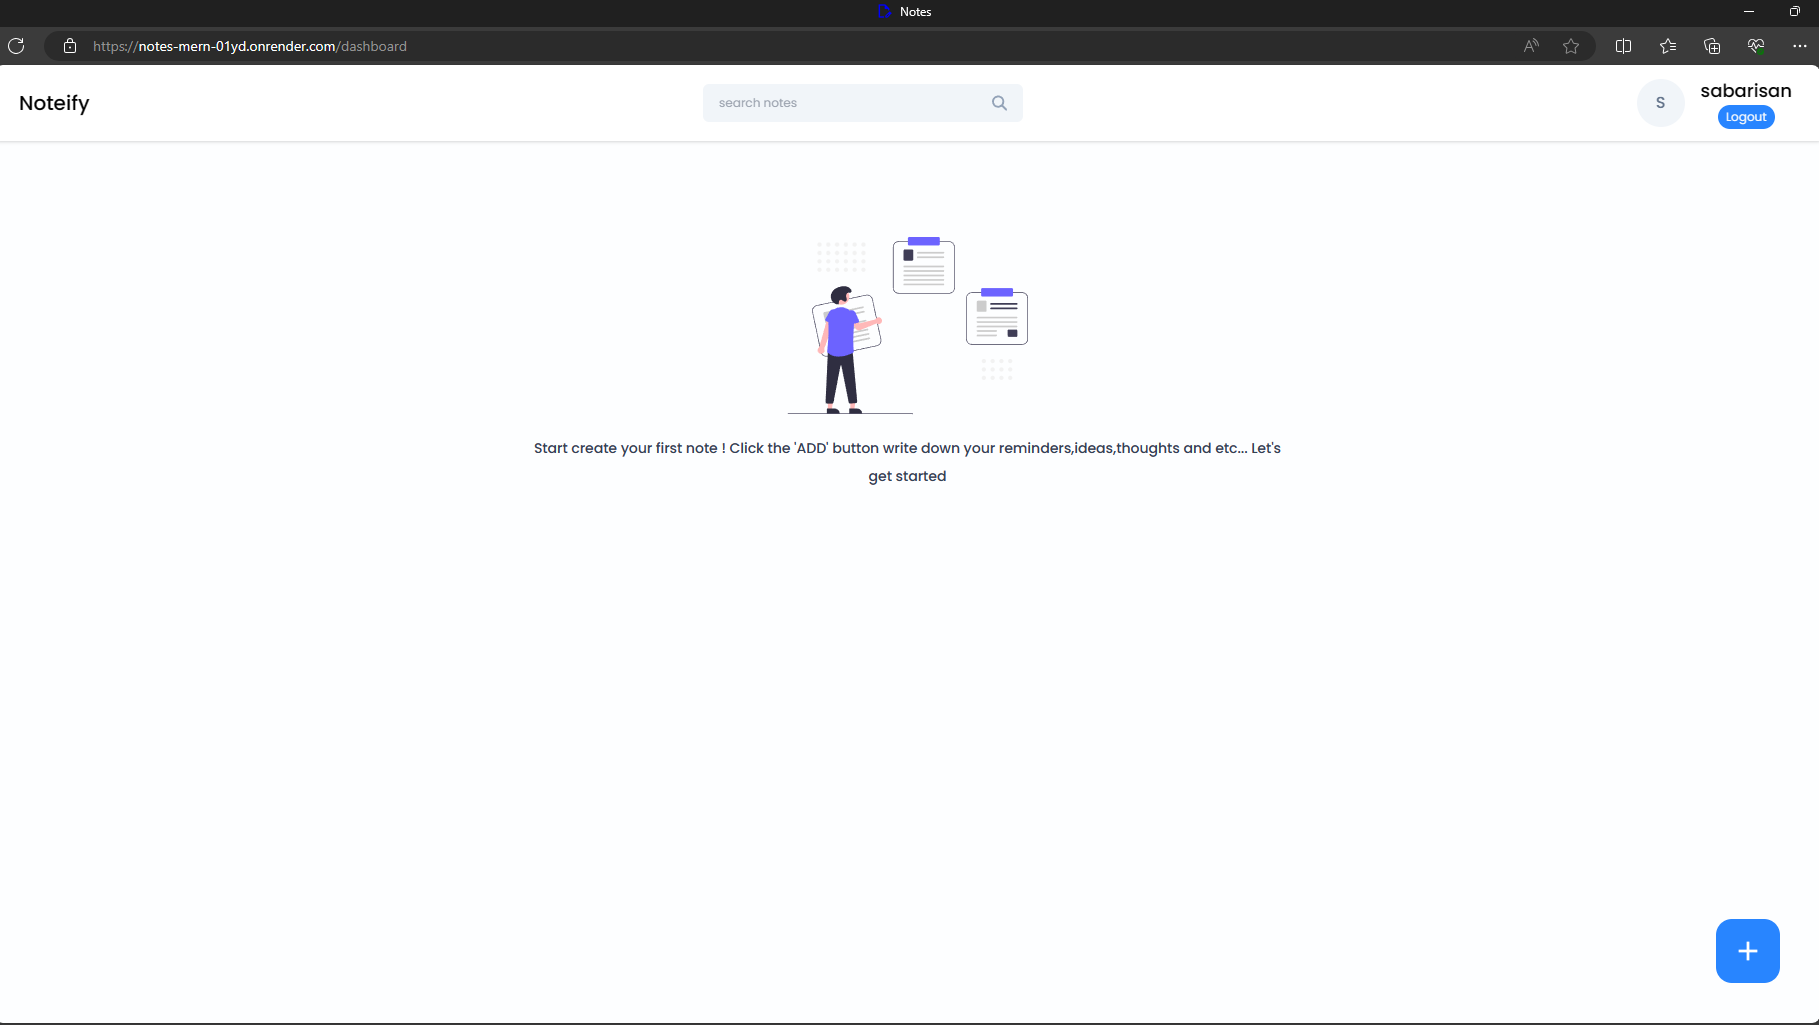 Notes
https://notes-mern-01yd.onrender.com/dashboard
Noteify
search notes
S
sabarisan
Logout
Start create your first note ! Click the 'ADD' button write down your reminders,ideas,thoughts and etc... Let's
get started